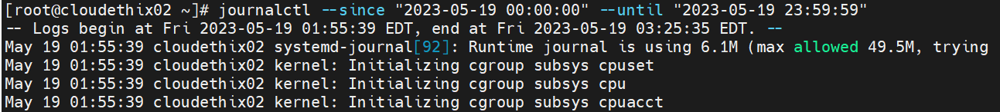 [root@cloudethix02 ~]# journalctl --since "2023-05-19 00:00:00" --until "2023-05-19 23:59:59"
-- Logs begin at Fri 2023-05-19 01:55:39 EDT, end at Fri 2023-05-19 03:25:35 EDT. --
May 19 01:55:39 cloudethix02 systemd-journal[92]: Runtime journal is using 6.1M (max allowed 49.5M, trying
May 19 01:55:39 cloudethix02 kernel: Initializing cgroup subsys cpuset
May 19 01:55:39 cloudethix02 kernel: Initializing cgroup subsys cpu
May 19 01:55:39 cloudethix02 kernel: Initializing cgroup subsys cpuacct